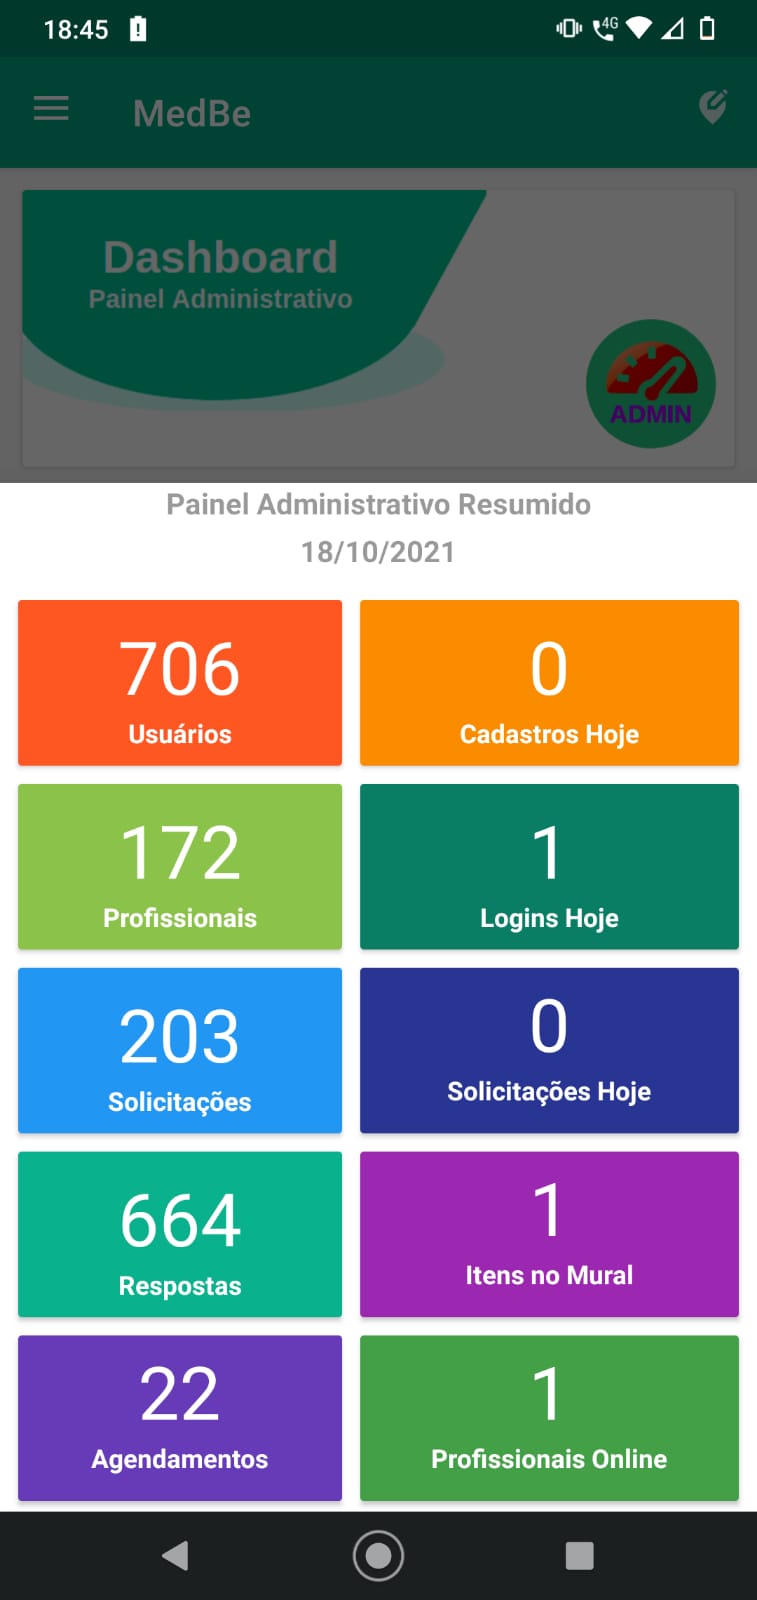 18:45
4G
MedBe
Dashboard
Painel Administrativo
ADMIN
Painel Administrativo Resumido
18/10/2021
706
Usuários
0
Cadastros Hoje
172
Profissionais
1
Logins Hoje
203
Solicitações
0
Solicitações Hoje
664
Respostas
1
Itens no Mural
22
Agendamentos
1
Profissionais Online